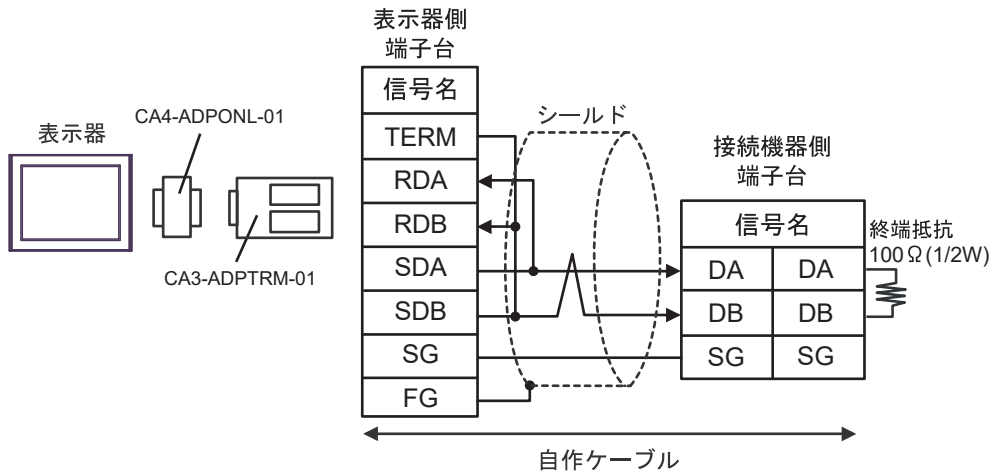 表示器側
端子台
信号名
TERM
RDA
RDB
SDA
SDB
SG
FG
シールド
表示器
CA4-ADPONL-01
CA3-ADPTRM-01
接続機器側
端子台
信号名
DA DA
DB DB
SG SG
終端抵抗
100Ω(1/2W)
自作ケーブル